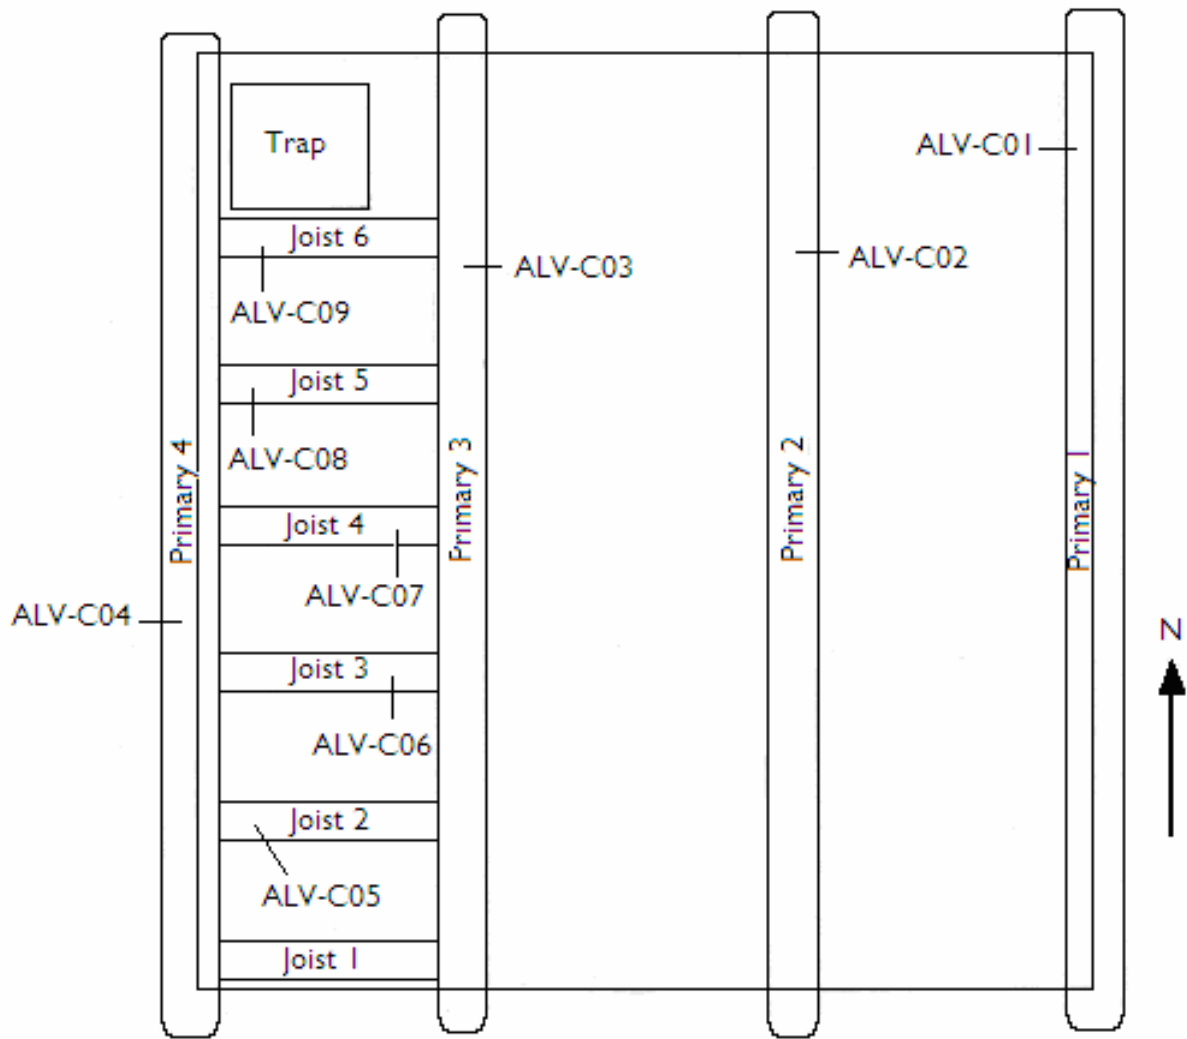 Trap
ALV-C01
Joist 6
ALV-C03
ALV-C02
ALV-C09
Joist 5
ALV-C08
Primary 4
Primary 3
Primary 2
Primary 1
Joist 4
ALV-C07
ALV-C04
N
Joist 3
ALV-C06
Joist 2
ALV-C05
Joist 1